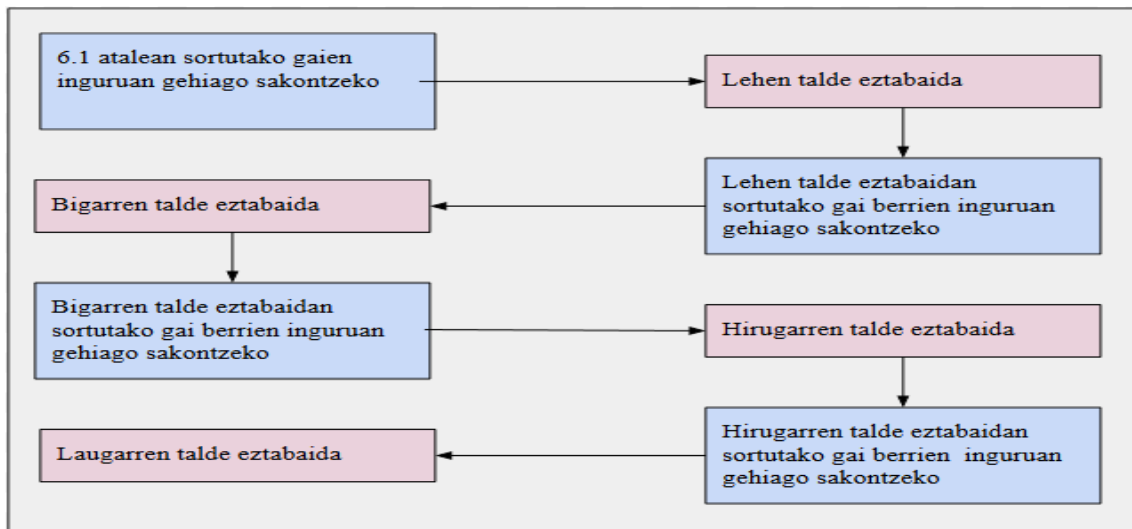 6.1 atalean sortutako gaien
inguruan gehiago sakontzeko
Lehen talde eztabaida
Lehen talde eztabaidan
sortutako gai berrien inguruan
gehiago sakontzeko
Bigarren talde eztabaida
Bigarren talde eztabaidan
sortutako gai berrien inguruan
gehiago sakontzeko
Hirugarren talde eztabaida
Hirugarren talde eztabaidan
sortutako gai berrien inguruan
gehiago sakontzeko
Laugarren talde eztabaida